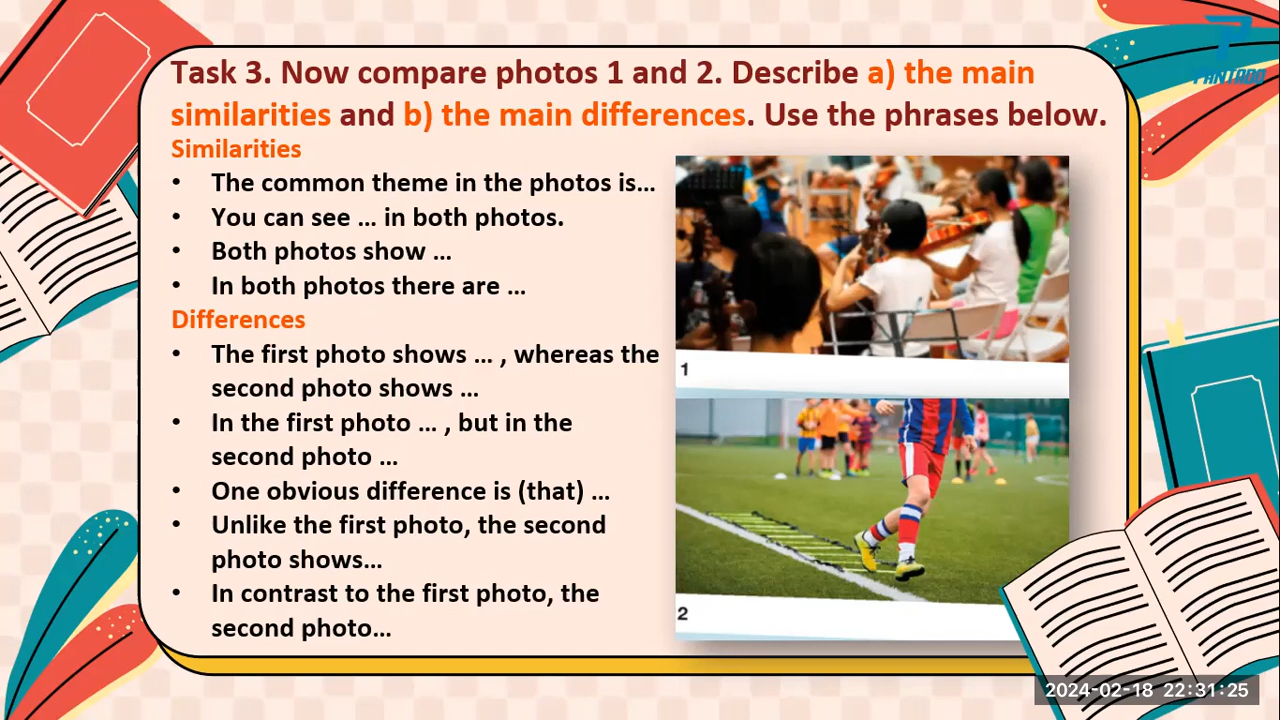 Task 3. Now compare photos 1 and 2. Describe a) the main
similarities and b) the main differences. Use the phrases below.
Similarities
• The common theme in the photos is...
• You can see ... in both photos.
• Both photos show ...
• In both photos there are ...
Differences
• The first photo shows ... , whereas the
second photo shows ...
• In the first photo ... , but in the
second photo ...
• One obvious difference is (that) ...
• Unlike the first photo, the second
photo shows...
• In contrast to the first photo, the
second photo...
1
2
PANTADO
2024-02-18 22:31:25